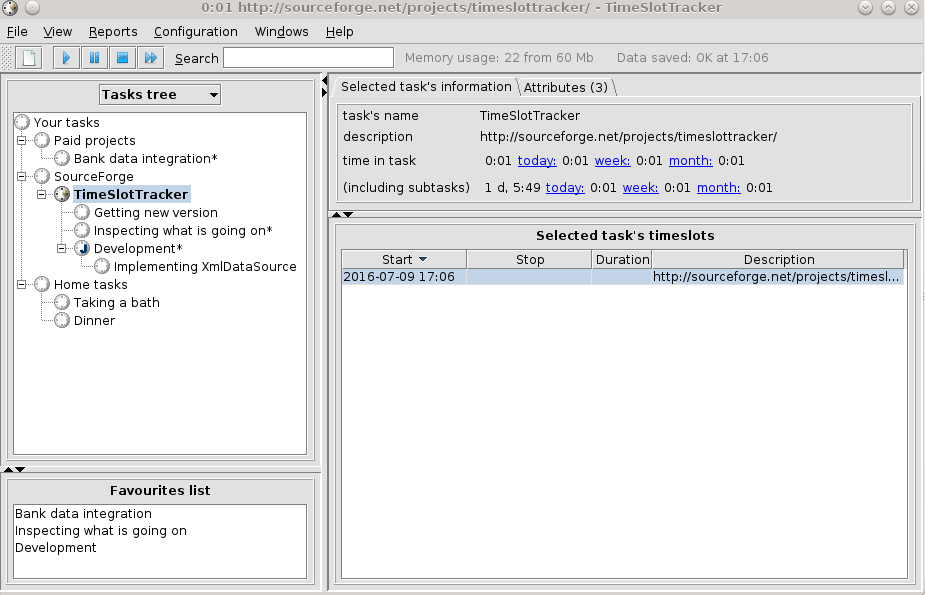 0:01 http://sourceforge.net/projects/timeslottracker/ - TimeSlotTracker
File View Reports Configuration Windows Help
Search Memory usage: 22 from 60 Mb Data saved: OK at 17:06
Tasks tree
Your tasks
Paid projects
Bank data integration*
SourceForge
TimeSlotTracker
Getting new version
Inspecting what is going on*
Development*
Implementing XmlDataSource
Home tasks
Taking a bath
Dinner
Favourites list
Bank data integration
Inspecting what is going on
Development
Selected task's information Attributes (3)
task's name TimeSlotTracker
description http://sourceforge.net/projects/timeslottracker/
time in task 0:01 today: 0:01 week: 0:01 month: 0:01
(including subtasks) 1 d, 5:49 today: 0:01 week: 0:01 month: 0:01
Selected task's timeslots
Start Stop Duration Description
2016-07-09 17:06 http://sourceforge.net/projects/timesl...